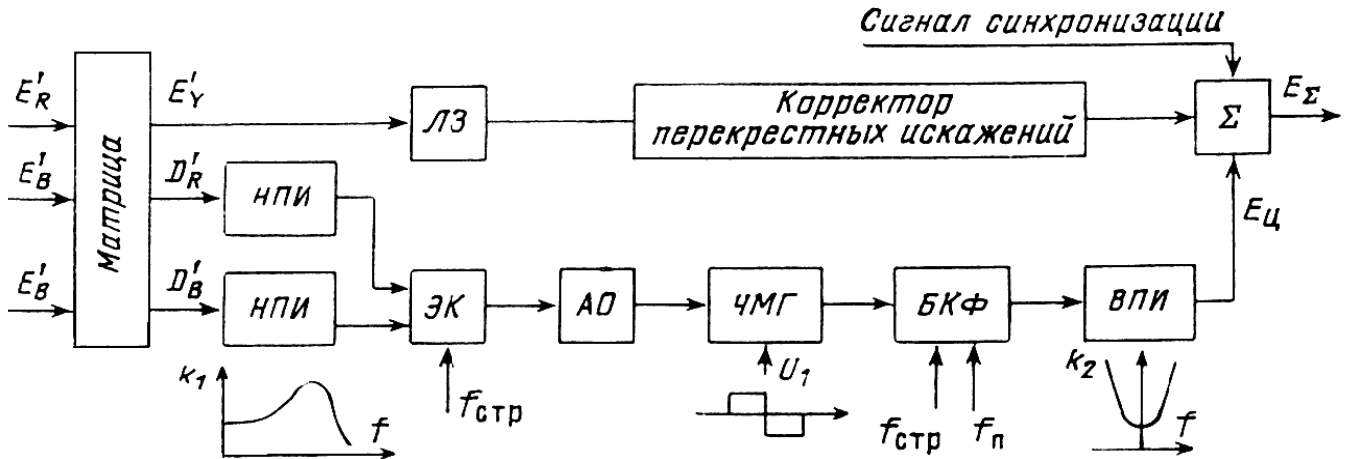 Сигнал синхронизации
E'R
E'Y
ЛЗ
Корректор
перекрестных искажений
Σ
EΣ
E'B
Матрица
D'R
НПИ
EЦ
E'B
D'B
НПИ
ЭК
АО
ЧМГ
БКФ
ВПИ
K1
f
fстр
U1
fстр
fп
K2
f